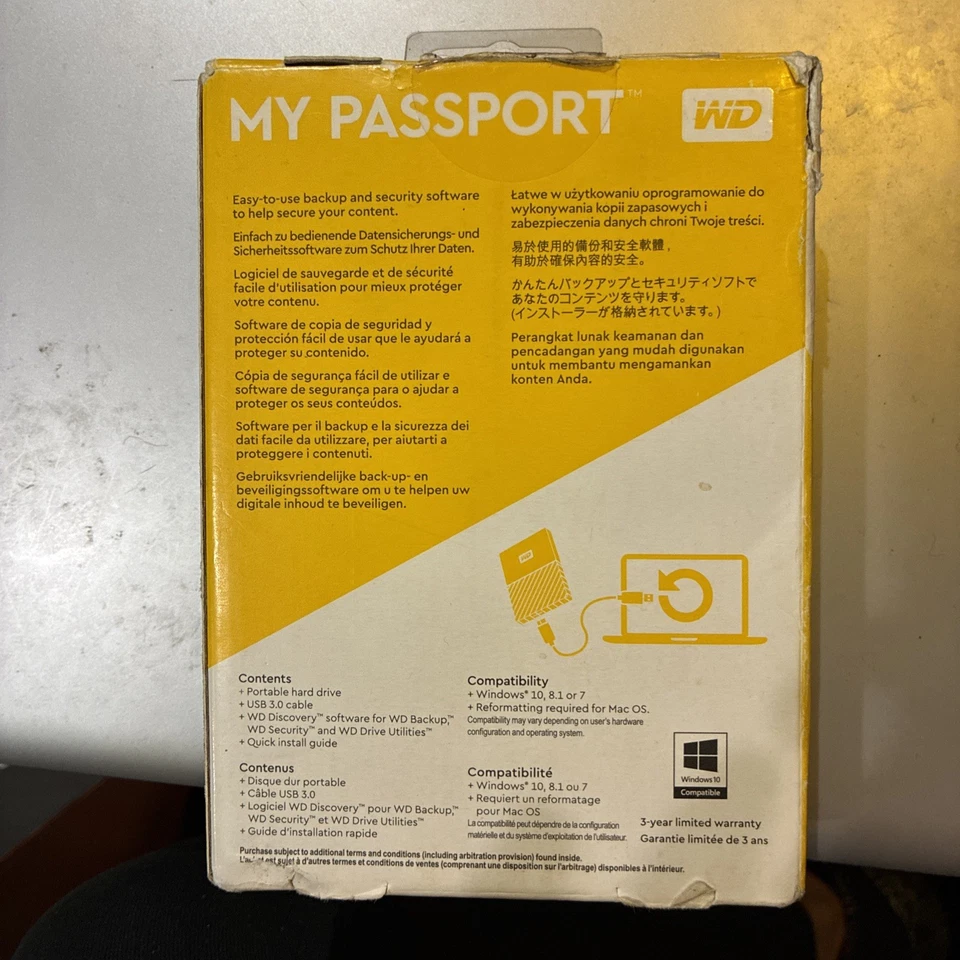 MY PASSPORT™
WD
Easy-to-use backup and security software
to help secure your content.
Einfach zu bedienende Datensicherungs- und
Sicherheitssoftware zum Schutz Ihrer Daten.
Logiciel de sauvegarde et de sécurité
facile d'utilisation pour mieux protéger
votre contenu.
Software de copia de seguridad y
protección fácil de usar que le ayudará a
proteger su contenido.
Cópia de segurança fácil de utilizar e
software de segurança para o ajudar a
proteger os seus conteúdos.
Software per il backup e la sicurezza dei
dati facile da utilizzare, per aiutarti a
proteggere i contenuti.
Gebruiksvriendelijke back-up- en
beveiligingssoftware om u te helpen uw
digitale inhoud te beveiligen.
Łatwe w użytkowaniu oprogramowanie do
wykonywania kopii zapasowych i
zabezpieczenia danych chroni Twoje treści.
易於使用的備份和安全軟體，
有助於確保內容的安全。
かんたんバックアップとセキュリティソフトで
あなたのコンテンツを守ります。
(インストーラーが格納されています。)
Perangkat lunak keamanan dan
pencadangan yang mudah digunakan
untuk membantu mengamankan
konten Anda.
WD
Contents
+ Portable hard drive
+ USB 3.0 cable
+ WD Discovery™ software for WD Backup,™
WD Security™ and WD Drive Utilities™
+ Quick install guide
Contenus
+ Disque dur portable
+ Câble USB 3.0
+ Logiciel WD Discovery™ pour WD Backup,™
WD Security™ et WD Drive Utilities™
+ Guide d'installation rapide
Compatibility
+ Windows® 10, 8.1 or 7
+ Reformatting required for Mac OS.
Compatibility may vary depending on user's hardware
configuration and operating system.
Compatibilité
+ Windows® 10, 8.1 ou 7
+ Requiert un reformatage
pour Mac OS
La compatibilité peut dépendre de la configuration
matérielle et du système d'exploitation de l'utilisateur.
Windows 10
Compatible
3-year limited warranty
Garantie limitée de 3 ans
Purchase subject to additional terms and conditions (including arbitration provision) found inside.
est sujet à d'autres termes et conditions de ventes (comprenant une disposition sur l'arbitrage) disponibles à l'intérieur.